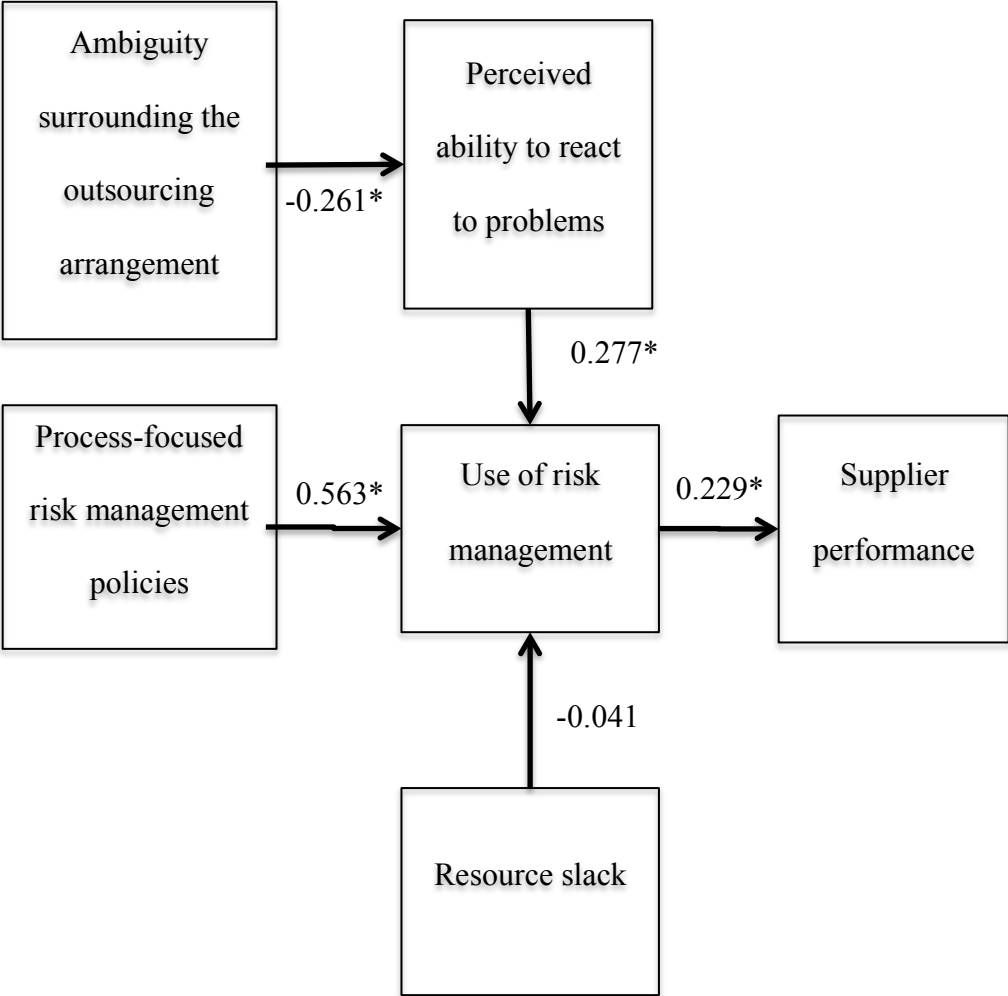 Ambiguity
surrounding the
outsourcing
arrangement
-0.261*
Perceived
ability to react
to problems
0.277*
Process-focused
risk management
policies
0.563*
Use of risk
management
0.229*
Supplier
performance
-0.041
Resource slack